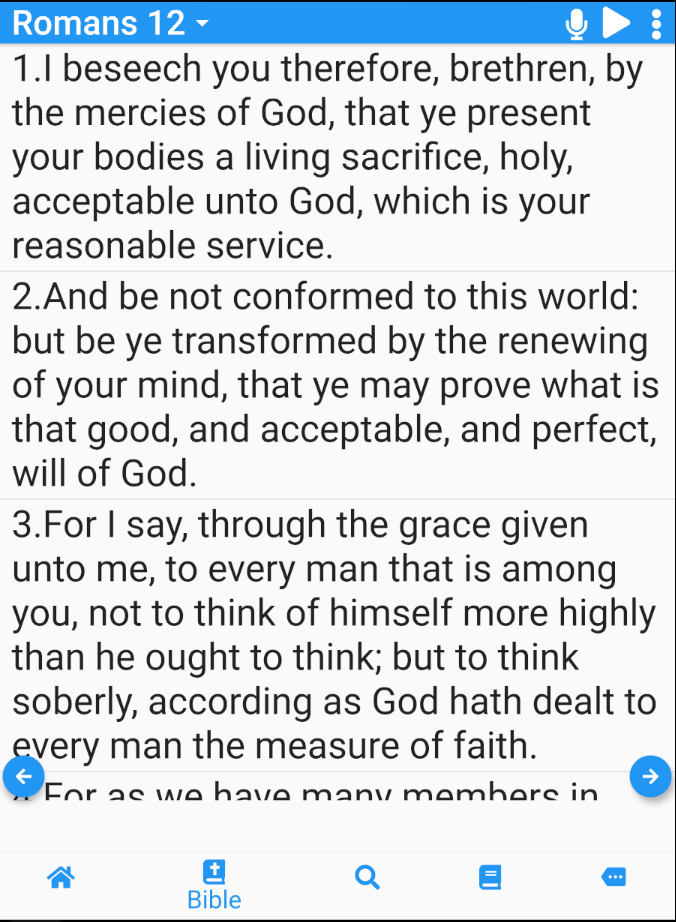 Romans 12
1.I beseech you therefore, brethren, by
the mercies of God, that ye present
your bodies a living sacrifice, holy,
acceptable unto God, which is your
reasonable service.
2.And be not conformed to this world:
but be ye transformed by the renewing
of your mind, that ye may prove what is
that good, and acceptable, and perfect,
will of God.
3.For I say, through the grace given
unto me, to every man that is among
you, not to think of himself more highly
than he ought to think; but to think
soberly, according as God hath dealt to
every man the measure of faith.
4.For as we have many members in
Bible